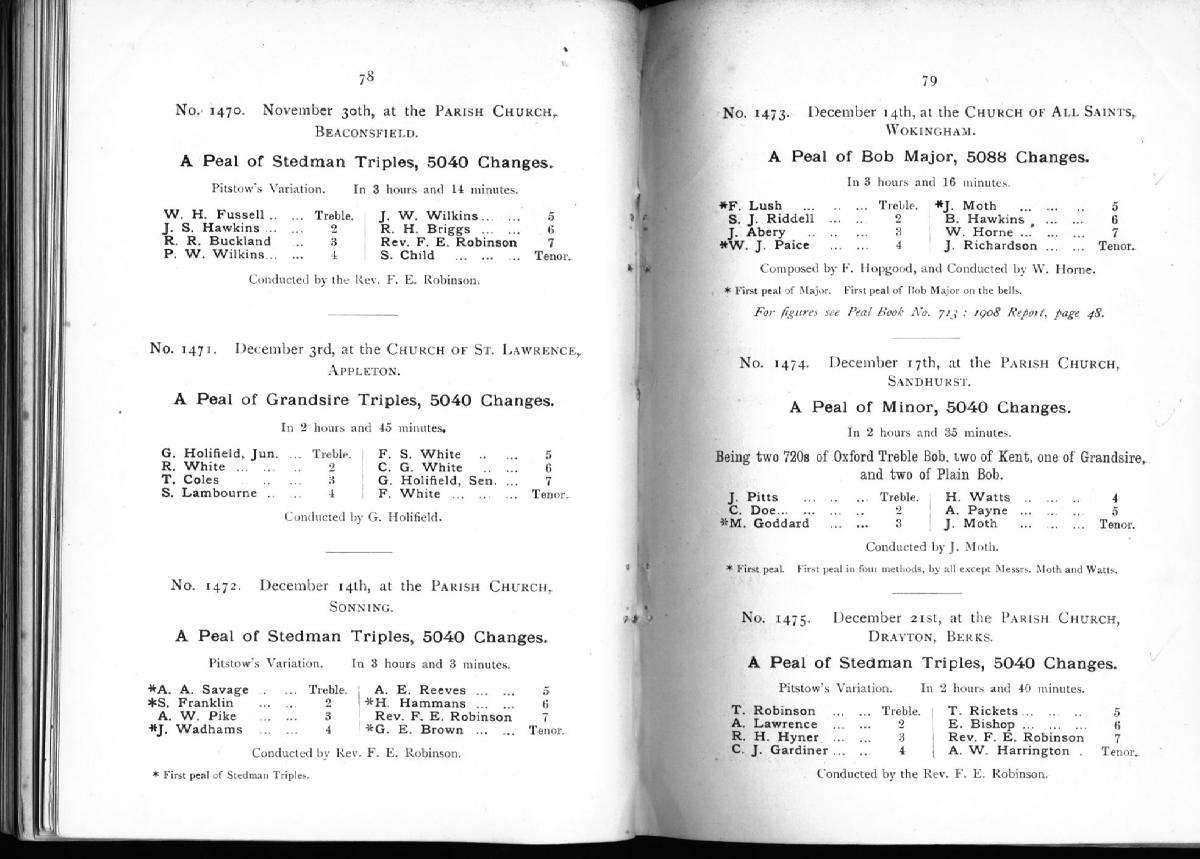 78
No. 1470. November 30th, at the PARISH CHURCH,
BEACONSFIELD.
A Peal of Stedman Triples, 5040 Changes.
Pitstow's Variation. In 3 hours and 14 minutes.
W. H. Fussell .. ... Treble. J. W. Wilkins ... ... 5
J. S. Hawkins ... ... 2 R. H. Briggs ... ... 6
R. R. Buckland ... 3 Rev. F. E. Robinson 7
P. W. Wilkins ... ... 4 S. Child ... ... ... Tenor.
Conducted by the Rev. F. E. Robinson.
No. 1471. December 3rd, at the CHURCH OF ST. LAWRENCE,
APPLETON.
A Peal of Grandsire Triples, 5040 Changes.
In 2 hours and 45 minutes.
G. Holifield, Jun. ... Treble. F. S. White .. ... 5
R. White ... ... .. 2 C. G. White .. ... 6
T. Coles .. ... ... 3 G. Holifield, Sen. ... 7
S. Lambourne .. ... 4 F. White ... ... ... Tenor.
Conducted by G. Holifield.
No. 1472. December 14th, at the PARISH CHURCH,
SONNING.
A Peal of Stedman Triples, 5040 Changes.
Pitstow's Variation. In 3 hours and 3 minutes.
*A. A. Savage .. ... Treble. A. E. Reeves ... ... 5
*S. Franklin ... ... 2 *H. Hammans ... ... 6
A. W. Pike ... ... 3 Rev. F. E. Robinson 7
*J. Wadhams ... ... 4 *G. E. Brown ... ... Tenor.
Conducted by Rev. F. E. Robinson.
* First peal of Stedman Triples.
79
No. 1473. December 14th, at the CHURCH OF ALL SAINTS,
WOKINGHAM.
A Peal of Bob Major, 5088 Changes.
In 3 hours and 16 minutes.
*F. Lush ... .. ... Treble. *J. Moth ... ... ... 5
S. J. Riddell ... ... 2 B. Hawkins ... ... 6
J. Abery .. ... ... 3 W. Horne ... ... ... 7
*W. J. Paice ... ... 4 J. Richardson ... ... Tenor.
Composed by F. Hopgood, and Conducted by W. Horne.
* First peal of Major. First peal of Bob Major on the bells.
For figures see Peal Book No. 713 : 1908 Report, page 48.
No. 1474. December 17th, at the PARISH CHURCH,
SANDHURST.
A Peal of Minor, 5040 Changes.
In 2 hours and 35 minutes.
Being two 720s of Oxford Treble Bob, two of Kent, one of Grandsire,
and two of Plain Bob.
J. Pitts ... .. ... Treble. H. Watts ... ... ... 4
C. Doe... ... ... .. 2 A. Payne ... ... ... 5
*M. Goddard ... ... 3 J. Moth ... ... ... Tenor.
Conducted by J. Moth.
* First peal. First peal in four methods, by all except Messrs. Moth and Watts.
No. 1475. December 21st, at the PARISH CHURCH,
DRAYTON, BERKS.
A Peal of Stedman Triples, 5040 Changes.
Pitstow's Variation. In 2 hours and 40 minutes.
T. Robinson ... ... Treble. T. Rickets ... .. .. 5
A. Lawrence ... ... 2 E. Bishop ... ... ... 6
R. H. Hyner ... ... 3 Rev. F. E. Robinson 7
C. J. Gardiner ... .. 4 A. W. Harrington . Tenor.
Conducted by the Rev. F. E. Robinson.